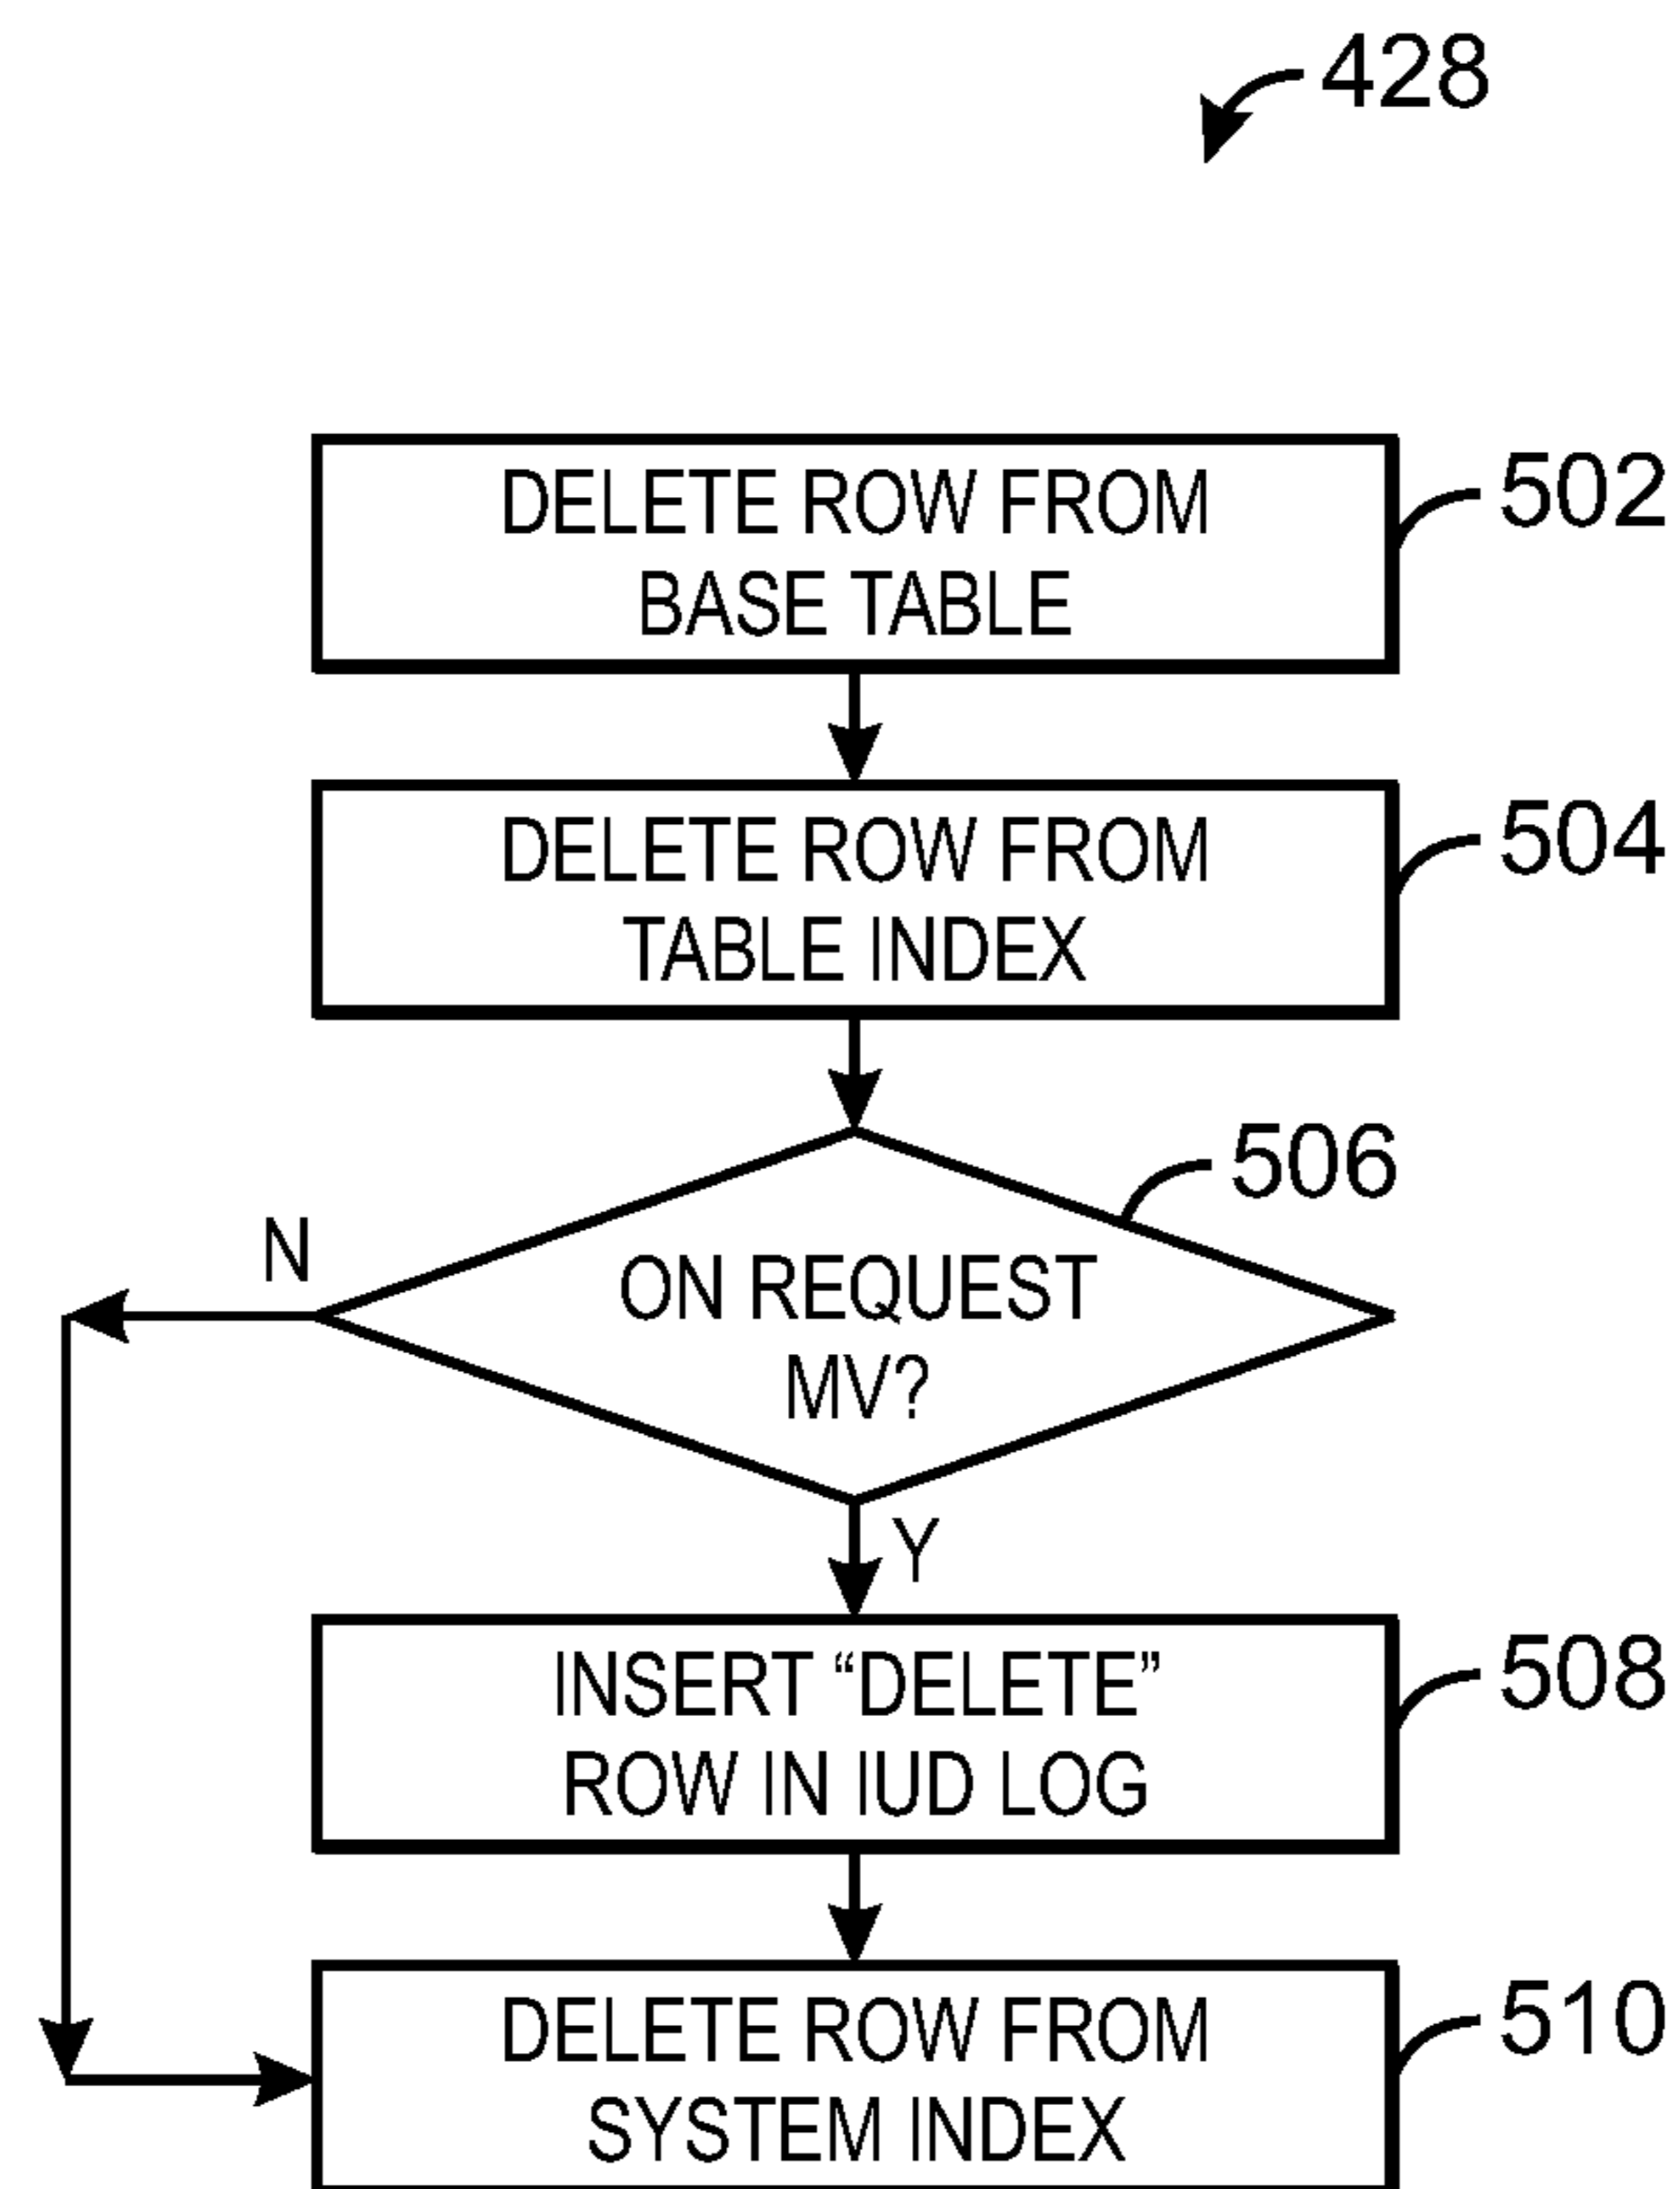 428
DELETE ROW FROM
BASE TABLE
502
DELETE ROW FROM
TABLE INDEX
504
506
N
ON REQUEST
MV?
Y
INSERT “DELETE”
ROW IN IUD LOG
508
DELETE ROW FROM
SYSTEM INDEX
510